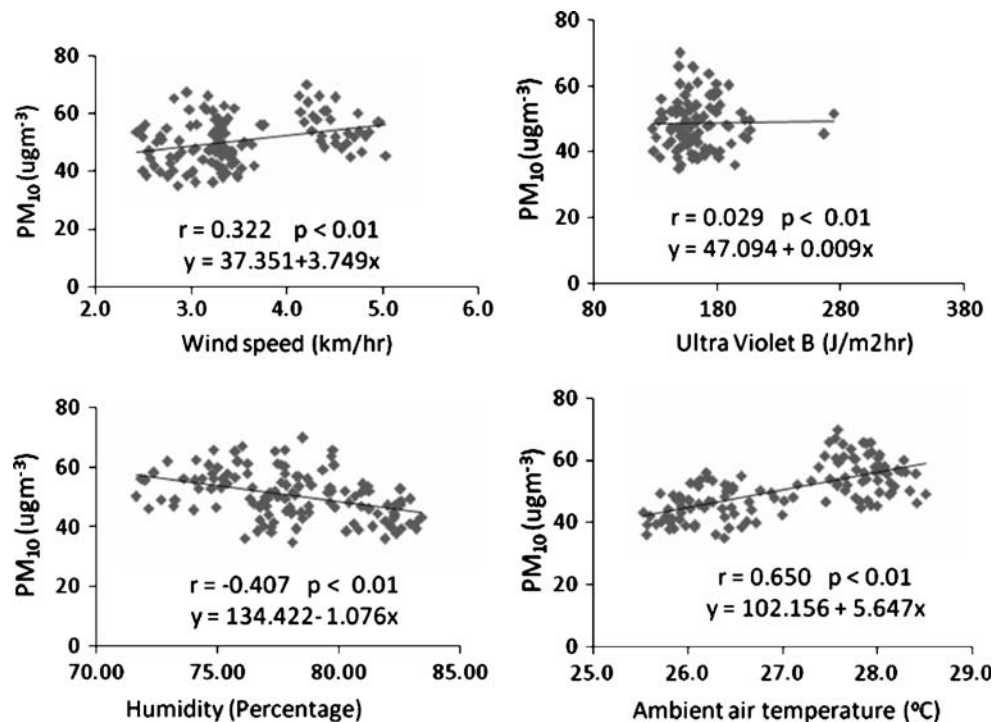 80
60
40
20
0
PM10 (ugm-3)
r = 0.322 p < 0.01
y = 37.351+3.749x
2.0 3.0 4.0 5.0 6.0
Wind speed (km/hr)
80
60
40
20
0
PM10 (ugm-3)
r = 0.029 p < 0.01
y = 47.094 + 0.009x
80 180 280 380
Ultra Violet B (J/m2hr)
80
60
40
20
0
PM10 (ugm-3)
r = -0.407 p < 0.01
y = 134.422 - 1.076x
70.00 75.00 80.00 85.00
Humidity (Percentage)
80
60
40
20
0
PM10 (ugm-3)
r = 0.650 p < 0.01
y = 102.156 + 5.647x
25.0 26.0 27.0 28.0 29.0
Ambient air temperature (ºC)